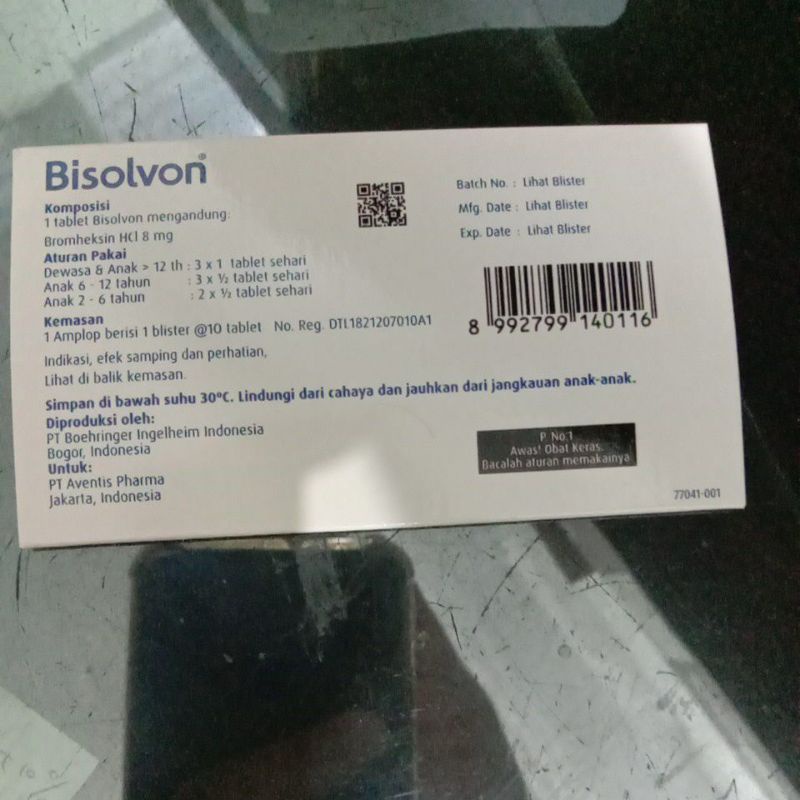 Bisolvon®
Komposisi
1 tablet Bisolvon mengandung:
Bromheksin HCl 8 mg
Aturan Pakai
Dewasa & Anak > 12 th : 3 x 1 tablet sehari
Anak 6 - 12 tahun : 3 x ½ tablet sehari
Anak 2 - 6 tahun : 2 x ½ tablet sehari
Kemasan
1 Amplop berisi 1 blister @10 tablet No. Reg. DTL1821207010A1
Indikasi, efek samping dan perhatian,
Lihat di balik kemasan.
Simpan di bawah suhu 30ºC. Lindungi dari cahaya dan jauhkan dari jangkauan anak-anak.
Diproduksi oleh:
PT Boehringer Ingelheim Indonesia
Bogor, Indonesia
Untuk:
PT Aventis Pharma
Jakarta, Indonesia
Batch No. : Lihat Blister
Mfg. Date : Lihat Blister
Exp. Date : Lihat Blister
8 992799 140116
P No.1
Awas! Obat Keras.
Bacalah aturan memakainya
77041-001